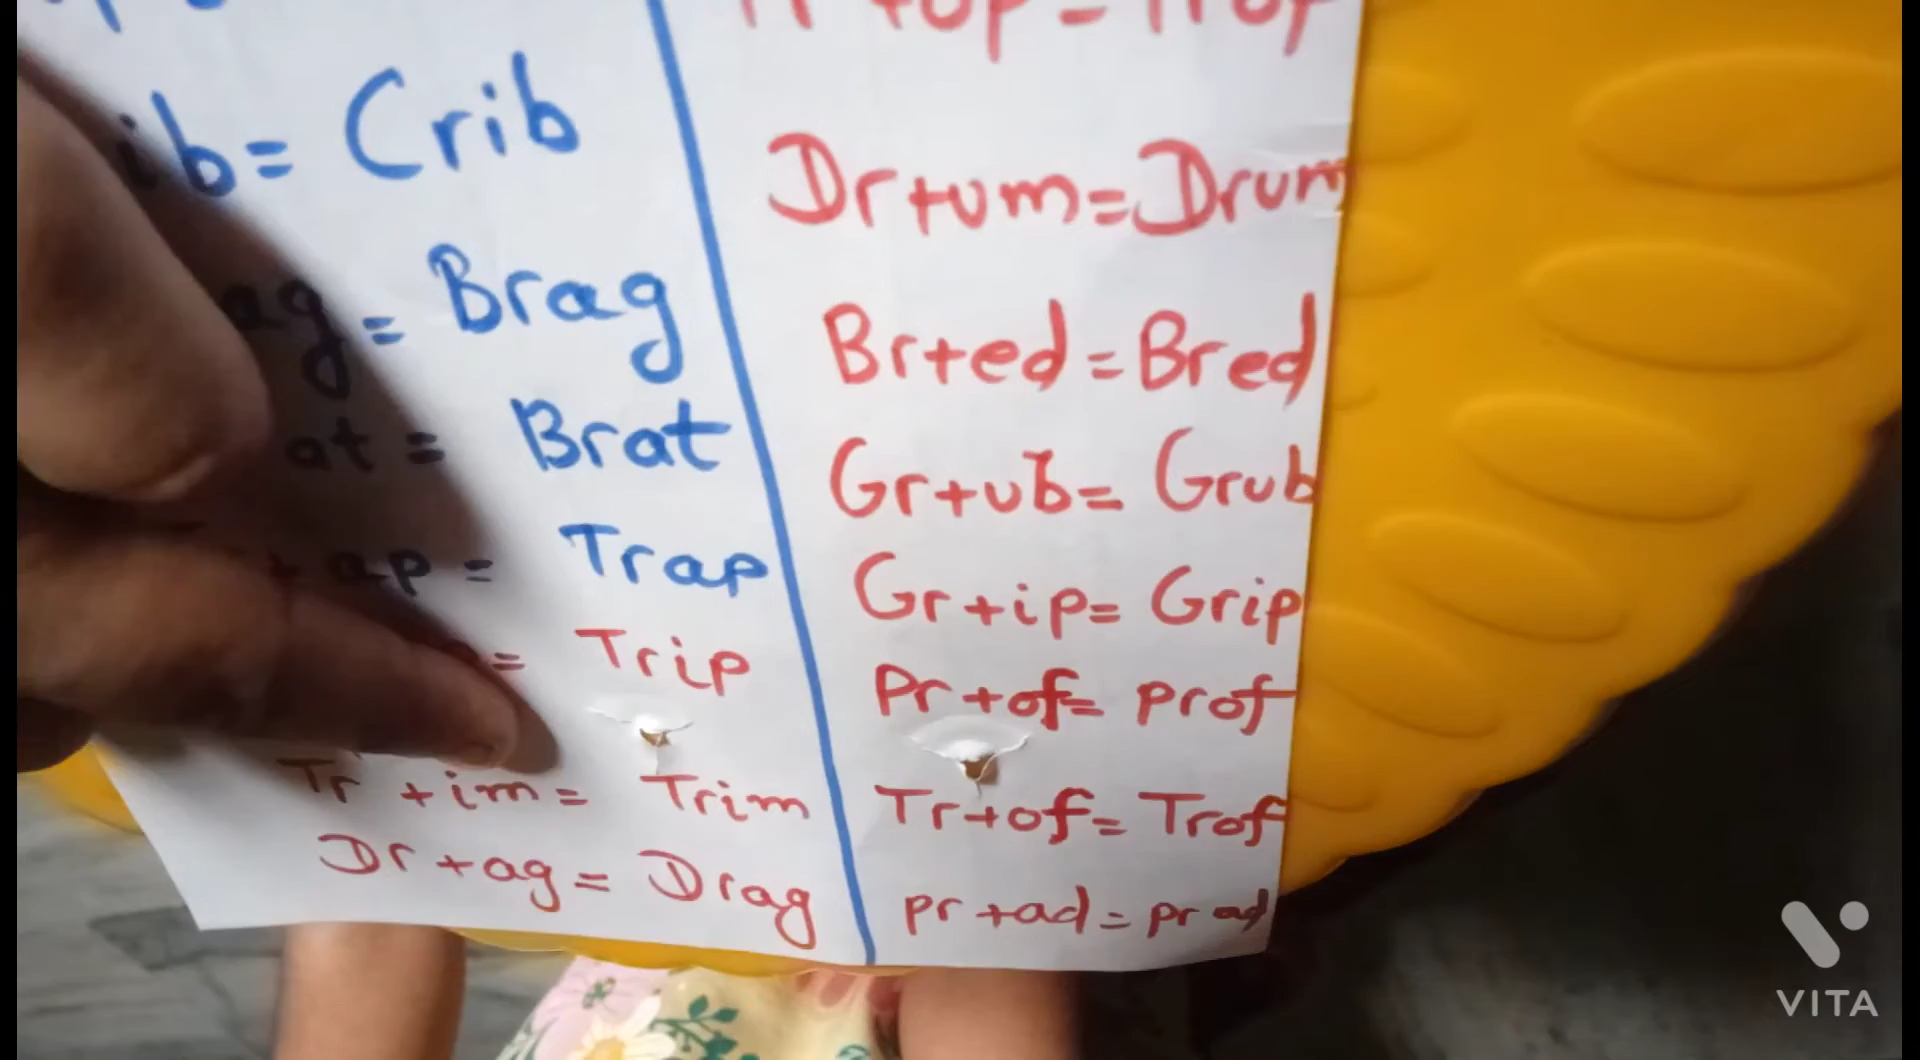 ib= Crib
ag= Brag
at= Brat
+ap= Trap
= Trip
Tr +im= Trim
Dr +ag= Drag
Dr+um=Drum
Br+ed=Bred
Gr+ub= Grub
Gr+ip= Grip
Pr+of= prof
Tr+of= Trof
pr+ad=prad
VITA